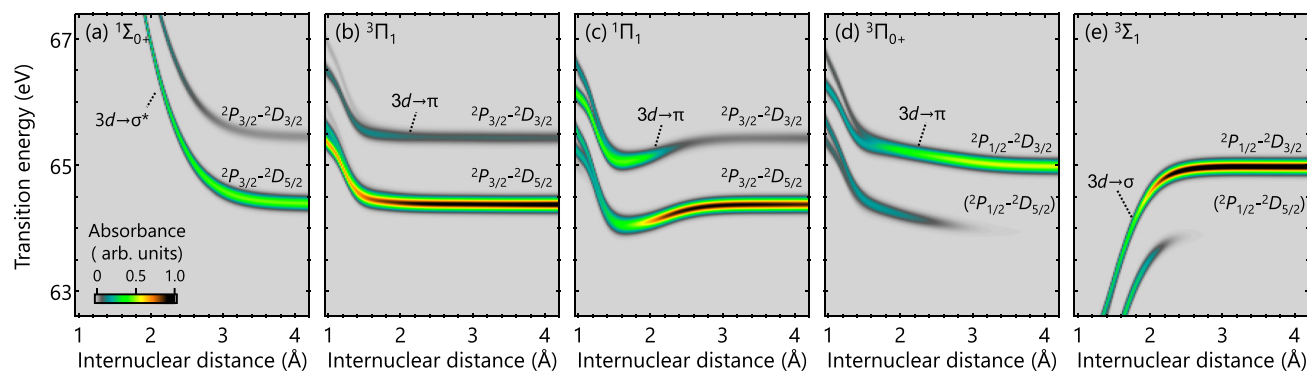 Transition energy (eV)
67
65
63
(a) ¹Σ₀₊
3d→σ*
²P₃/₂-²D₃/₂
²P₃/₂-²D₅/₂
Absorbance
( arb. units)
0 0.5 1.0
1 2 3 4
Internuclear distance (Å)
(b) ³Π₁
3d→π
²P₃/₂-²D₃/₂
²P₃/₂-²D₅/₂
1 2 3 4
Internuclear distance (Å)
(c) ¹Π₁
3d→π
²P₃/₂-²D₃/₂
²P₃/₂-²D₅/₂
1 2 3 4
Internuclear distance (Å)
(d) ³Π₀₊
3d→π
²P₁/₂-²D₃/₂
(²P₁/₂-²D₅/₂)
1 2 3 4
Internuclear distance (Å)
(e) ³Σ₁
²P₁/₂-²D₃/₂
3d→σ
(²P₁/₂-²D₅/₂)
1 2 3 4
Internuclear distance (Å)